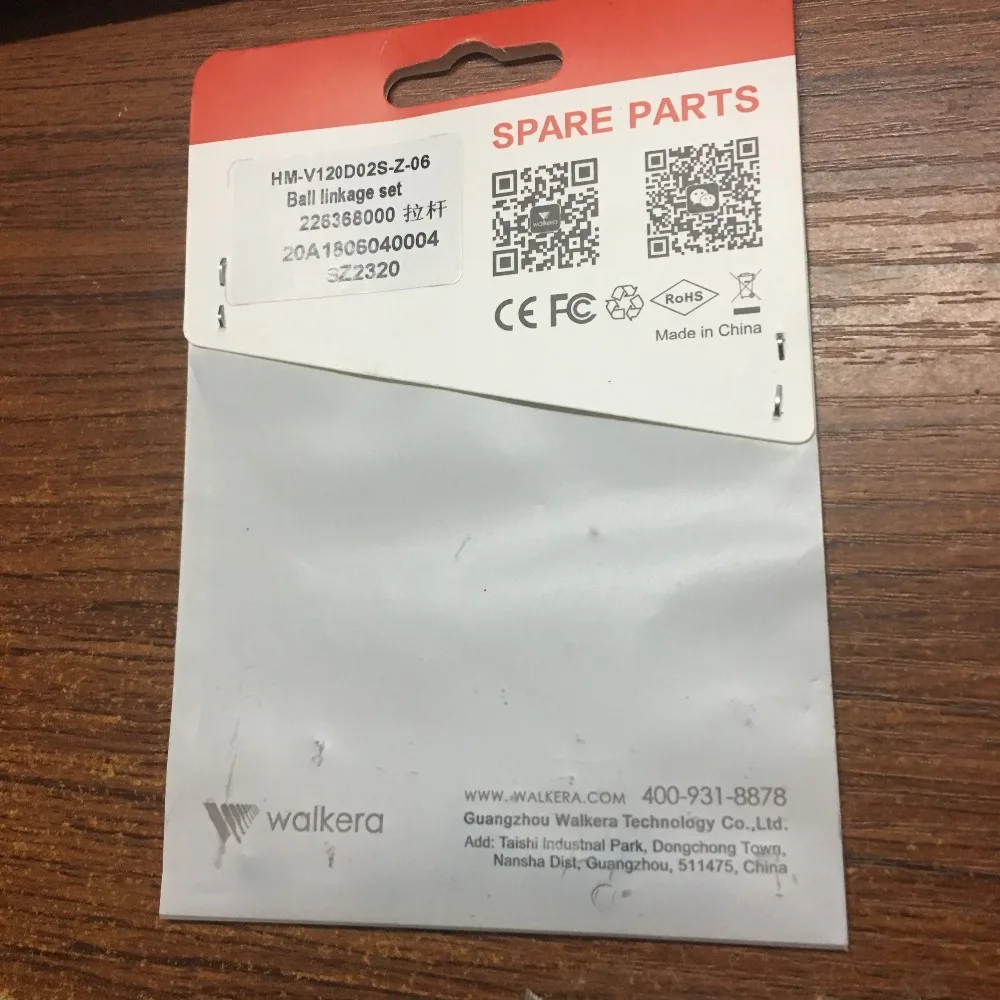 SPARE PARTS
HM-V120D02S-Z-06
Ball linkage set
226368000 拉杆
20A1806040004
SZ2320
walkera
CE FC
RoHS
Made in China
walkera
WWW.WALKERA.COM 400-931-8878
Guangzhou Walkera Technology Co.,Ltd.
Add: Taishi Industrial Park, Dongchong Town,
Nansha Dist, Guangzhou, 511475, China